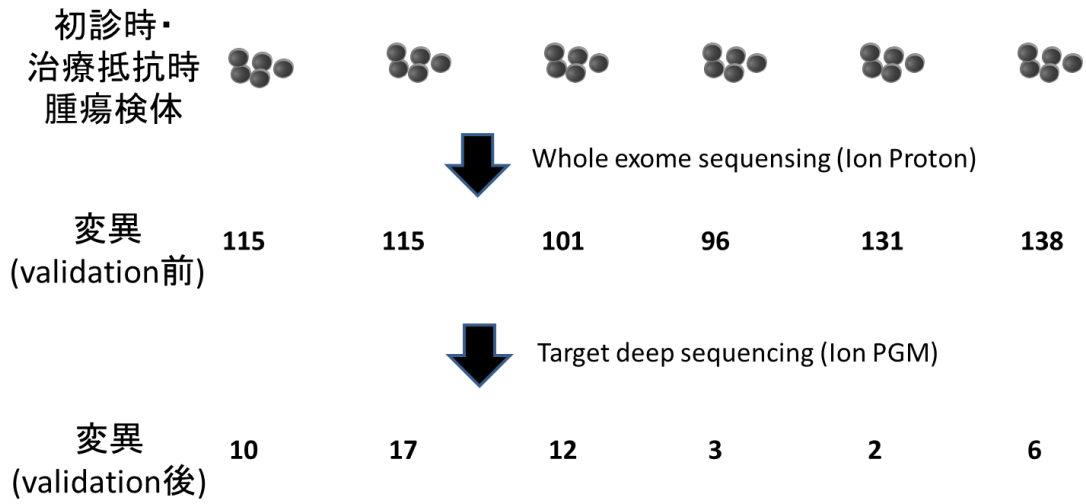 初診時・
治療抵抗時
腫瘍検体
Whole exome sequensing (Ion Proton)
変異
(validation前)
115 115 101 96 131 138
Target deep sequencing (Ion PGM)
変異
(validation後)
10 17 12 3 2 6